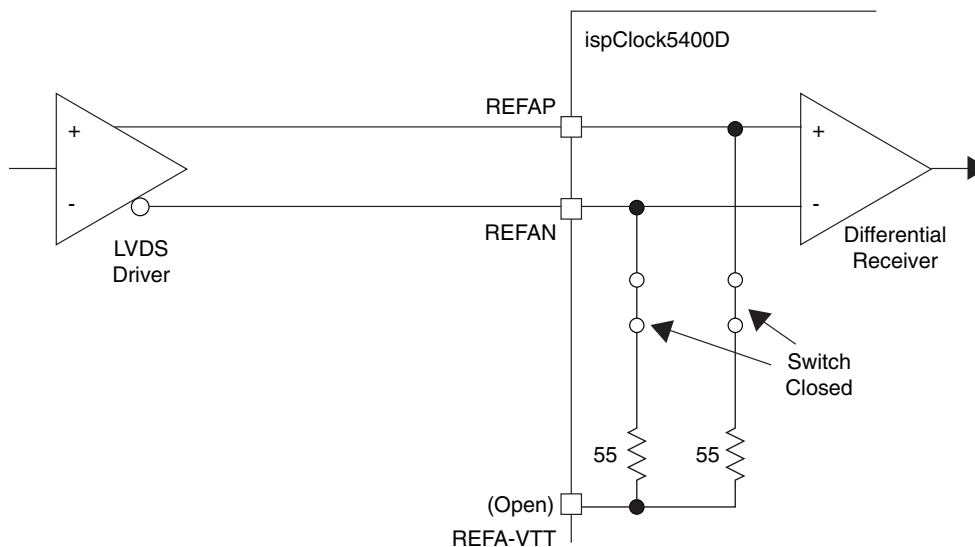 ispClock5400D
REFAP
+
-
+
-
REFAN
LVDS
Driver
Differential
Receiver
Switch
Closed
55
55
(Open)
REFA-VTT